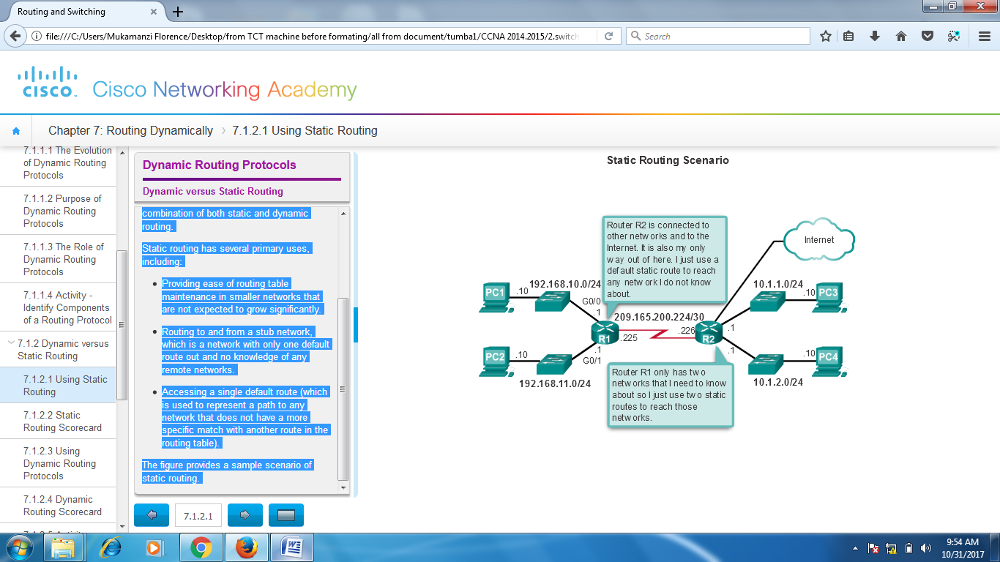 Routing and Switching
file:///C:/Users/Mukamanzi Florence/Desktop/from TCT machine before formating/all from document/tumba1/CCNA 2014.2015/2.switch
Search
CISCO
Cisco Networking Academy
Chapter 7: Routing Dynamically
7.1.2.1 Using Static Routing
7.1.1.1 The Evolution
of Dynamic Routing
Protocols
7.1.1.2 Purpose of
Dynamic Routing
Protocols
7.1.1.3 The Role of
Dynamic Routing
Protocols
7.1.1.4 Activity -
Identify Components
of a Routing Protocol
7.1.2 Dynamic versus
Static Routing
7.1.2.1 Using Static
Routing
7.1.2.2 Static
Routing Scorecard
7.1.2.3 Using
Dynamic Routing
Protocols
7.1.2.4 Dynamic
Routing Scorecard
Dynamic Routing Protocols
Dynamic versus Static Routing
combination of both static and dynamic
routing.
Static routing has several primary uses,
including:
Providing ease of routing table
maintenance in smaller networks that
are not expected to grow significantly.
Routing to and from a stub network,
which is a network with only one default
route out and no knowledge of any
remote networks.
Accessing a single default route (which
is used to represent a path to any
network that does not have a more
specific match with another route in the
routing table).
The figure provides a sample scenario of
static routing.
7.1.2.1
Static Routing Scenario
Router R2 is connected to
other networks and to the
Internet. It is also my only
way out of here. I just use a
default static route to reach
any network I do not know
about.
Internet
PC1
.10
192.168.10.0/24
G0/0
.1
10.1.1.0/24
.10
PC3
209.165.200.224/30
R1
.225
.226
R2
.1
PC2
.10
.1
G0/1
192.168.11.0/24
.1
.10
PC4
10.1.2.0/24
Router R1 only has two
networks that I need to know
about so I just use two static
routes to reach those
networks.
9:54 AM
10/31/2017